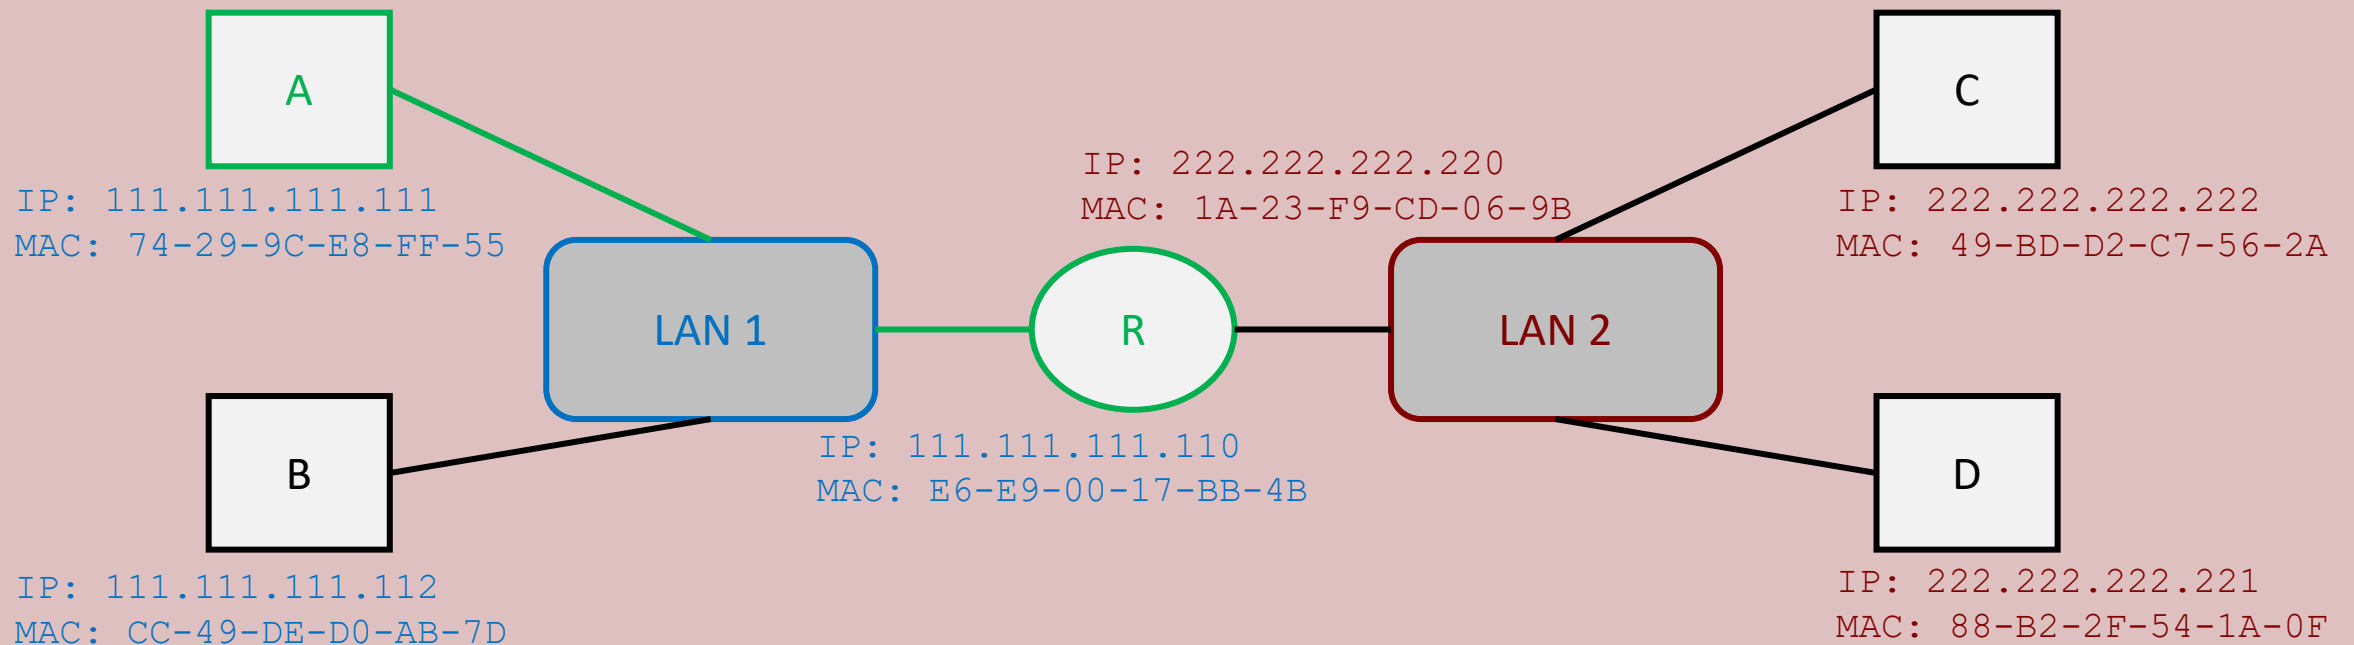 A
IP: 111.111.111.111
MAC: 74-29-9C-E8-FF-55
B
IP: 111.111.111.112
MAC: CC-49-DE-D0-AB-7D
LAN 1
R
IP: 222.222.222.220
MAC: 1A-23-F9-CD-06-9B
IP: 111.111.111.110
MAC: E6-E9-00-17-BB-4B
LAN 2
C
IP: 222.222.222.222
MAC: 49-BD-D2-C7-56-2A
D
IP: 222.222.222.221
MAC: 88-B2-2F-54-1A-0F